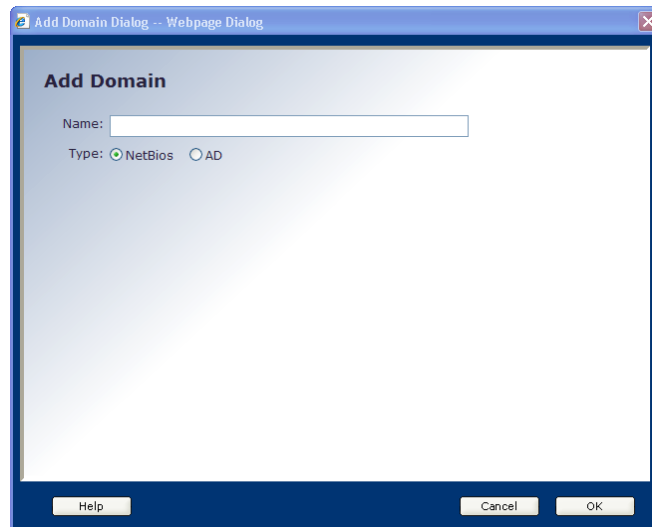 Add Domain Dialog -- Webpage Dialog
Add Domain
Name:
Type: NetBios AD
Help Cancel OK